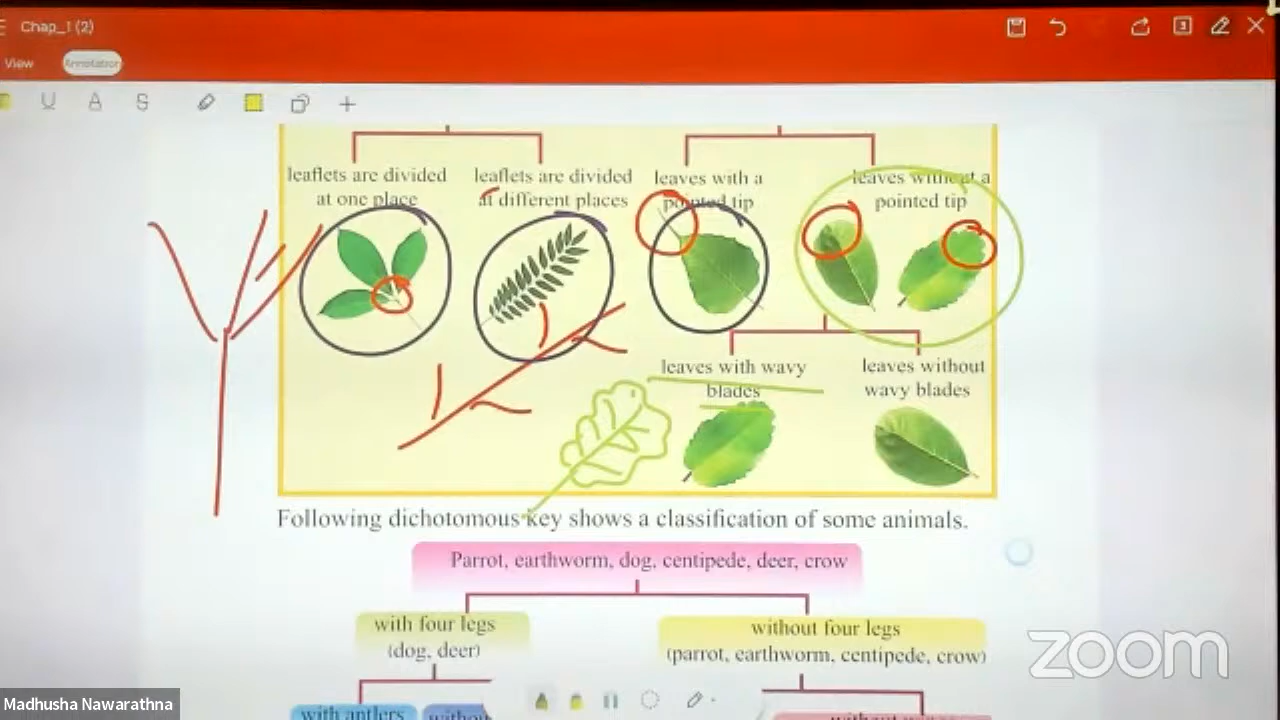 Chap_1 (2)
View Annotation
leaflets are divided
at one place
leaflets are divided
at different places
leaves with a
pointed tip
leaves without a
pointed tip
leaves with wavy
blades
leaves without
wavy blades
Following dichotomous key shows a classification of some animals.
Parrot, earthworm, dog, centipede, deer, crow
with four legs
(dog, deer)
without four legs
(parrot, earthworm, centipede, crow)
with antlers
zoom
Madhusha Nawarathna